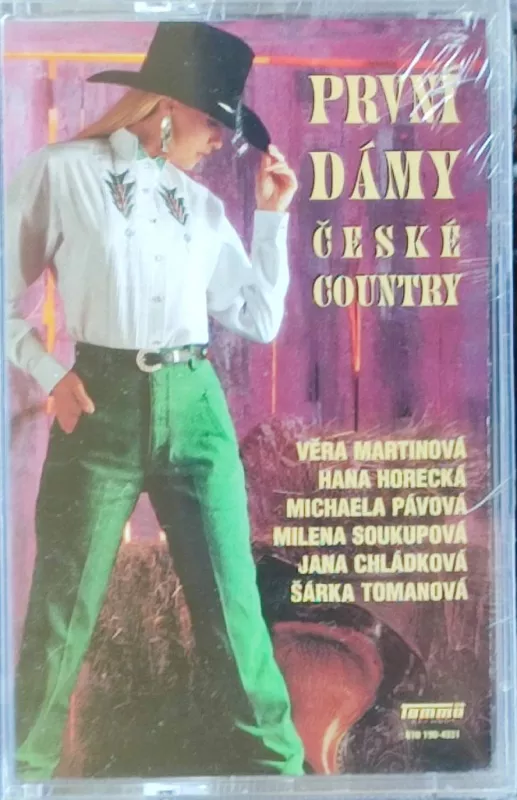 PRVNÍ
DÁMY
ČESKÉ
COUNTRY
VĚRA MARTINOVÁ
HANA HORECKÁ
MICHAELA PÁVOVÁ
MILENA SOUKUPOVÁ
JANA CHLÁDKOVÁ
ŠÁRKA TOMANOVÁ
Tommü